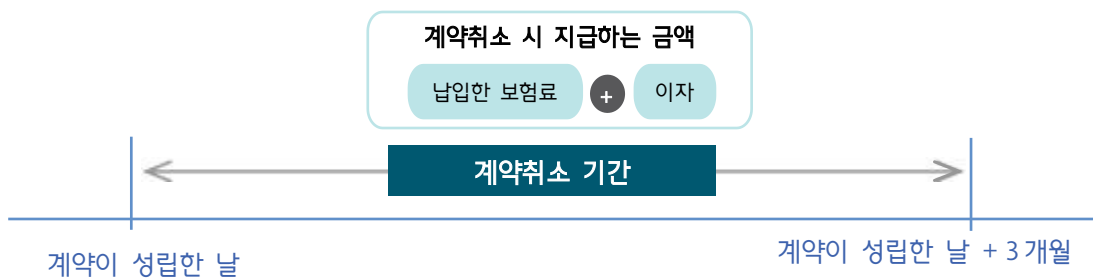 계약취소 시 지급하는 금액
납입한 보험료 + 이자
계약취소 기간
계약이 성립한 날
계약이 성립한 날 + 3개월